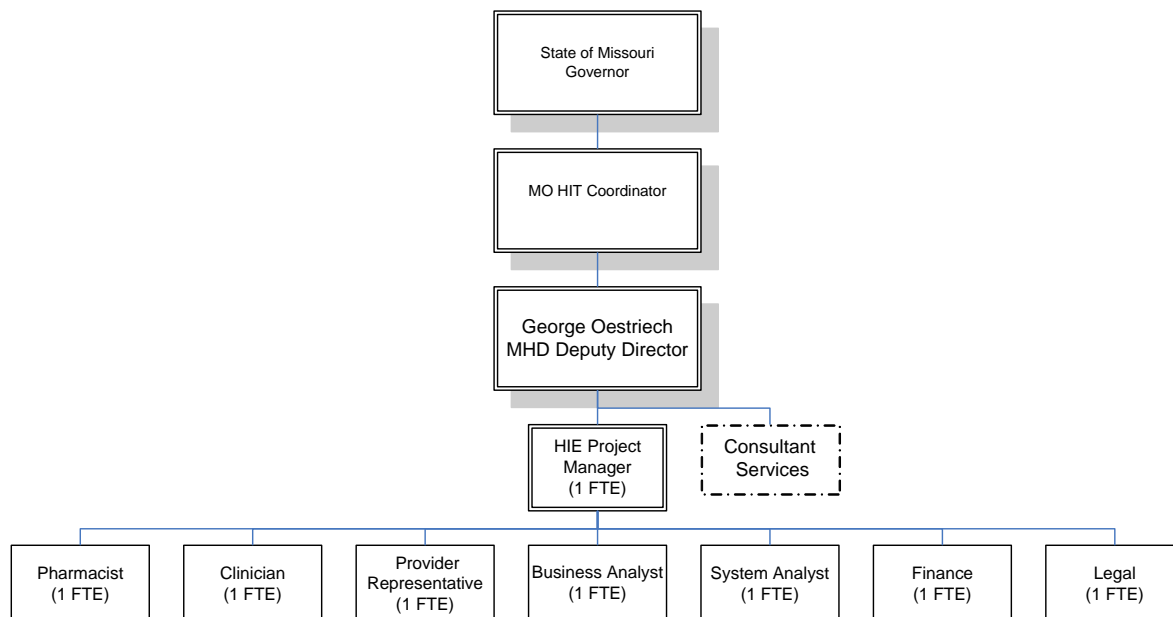 State of Missouri
Governor
MO HIT Coordinator
George Oestriech
MHD Deputy Director
HIE Project
Manager
(1 FTE)
Consultant
Services
Pharmacist
(1 FTE)
Clinician
(1 FTE)
Provider
Representative
(1 FTE)
Business Analyst
(1 FTE)
System Analyst
(1 FTE)
Finance
(1 FTE)
Legal
(1 FTE)